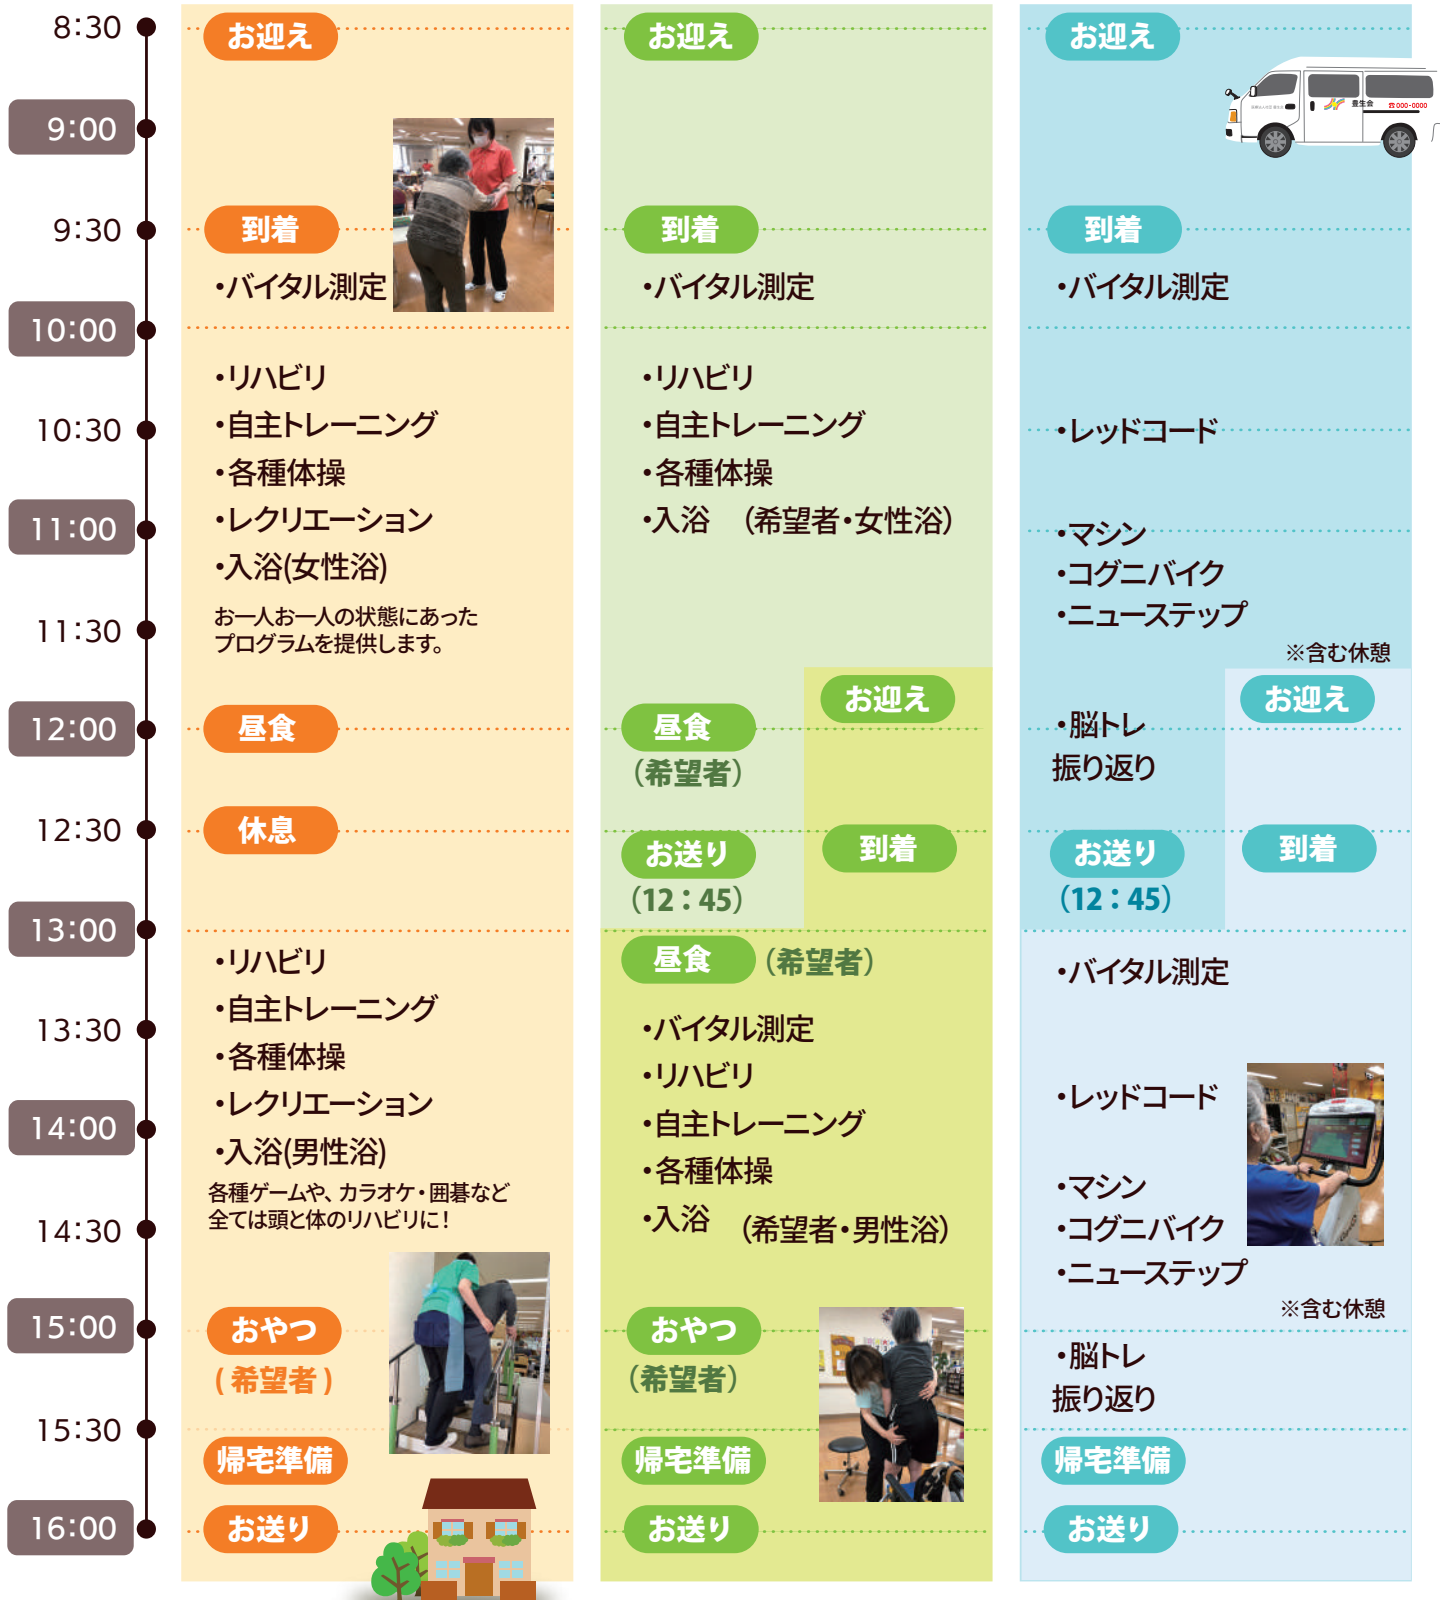 8:30
9:00
9:30
10:00
10:30
11:00
11:30
12:00
12:30
13:00
13:30
14:00
14:30
15:00
15:30
16:00
お迎え
到着
・バイタル測定
・リハビリ
・自主トレーニング
・各種体操
・レクリエーション
・入浴(女性浴)
お一人お一人の状態にあった
プログラムを提供します。
昼食
休息
・リハビリ
・自主トレーニング
・各種体操
・レクリエーション
・入浴(男性浴)
各種ゲームや、カラオケ・囲碁など
全ては頭と体のリハビリに！
おやつ
(希望者)
帰宅準備
お送り
お迎え
到着
・バイタル測定
・リハビリ
・自主トレーニング
・各種体操
・入浴　（希望者・女性浴）
昼食
（希望者）
お送り
（12：45）
お迎え
到着
昼食　（希望者）
・バイタル測定
・リハビリ
・自主トレーニング
・各種体操
・入浴　（希望者・男性浴）
おやつ
（希望者）
帰宅準備
お送り
お迎え
豊生会　☎000-0000
到着
・バイタル測定
・レッドコード
・マシン
・コグニバイク
・ニューステップ
※含む休憩
・脳トレ
振り返り
お送り
（12：45）
お迎え
到着
・バイタル測定
・レッドコード
・マシン
・コグニバイク
・ニューステップ
※含む休憩
・脳トレ
振り返り
帰宅準備
お送り